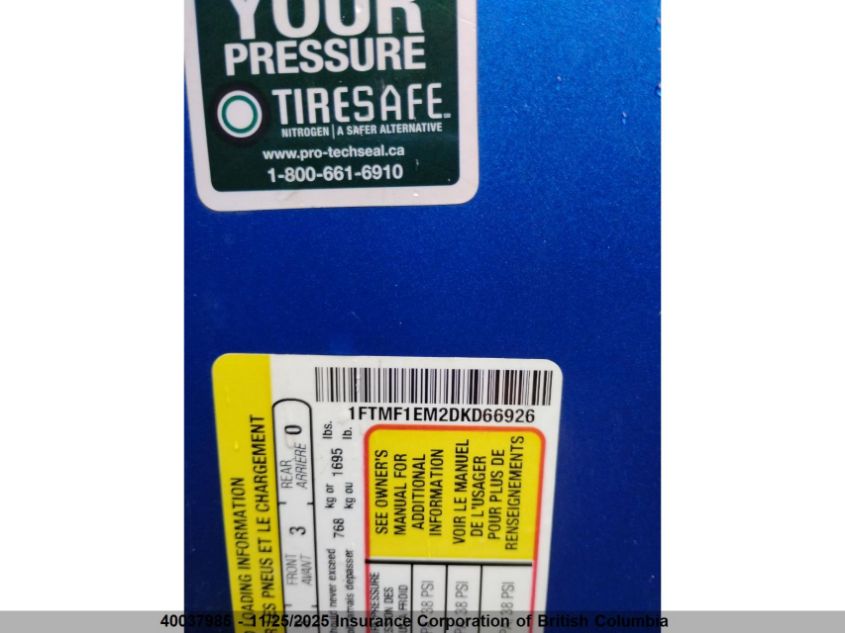 YOUR
PRESSURE
TIRESAFE
NITROGEN | A SAFER ALTERNATIVE
www.pro-techseal.ca
1-800-661-6910
1FTMF1EM2DKD66926
LOADING INFORMATION
PNEUS ET LE CHARGEMENT
REAR 0
ARRIÈRE
FRONT 3
AVANT
should never exceed 768 kg or 1695 lbs.
jamais dépasser kg ou lb.
SEE OWNER'S
MANUAL FOR
ADDITIONAL
INFORMATION
VOIR LE MANUEL
DE L'USAGER
POUR PLUS DE
RENSEIGNEMENTS
PRESSURE
38 PSI
38 PSI
38 PSI
40037985 - 11/25/2025 Insurance Corporation of British Columbia